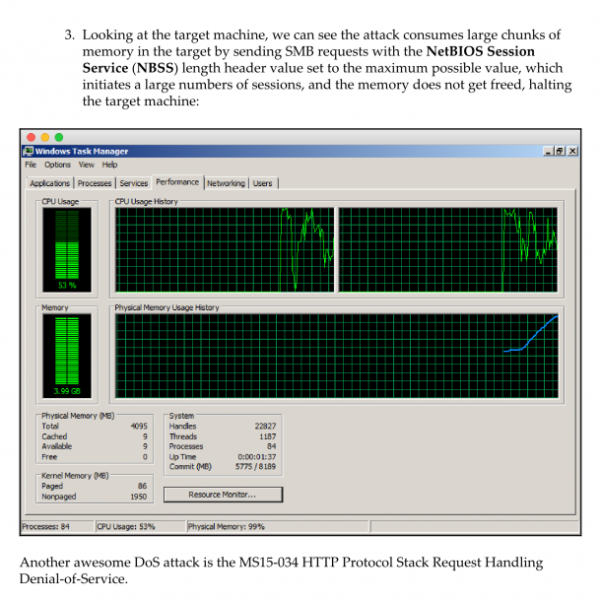 3. Looking at the target machine, we can see the attack consumes large chunks of
memory in the target by sending SMB requests with the NetBIOS Session
Service (NBSS) length header value set to the maximum possible value, which
initiates a large numbers of sessions, and the memory does not get freed, halting
the target machine:
Windows Task Manager
File Options View Help
Applications Processes Services Performance Networking Users
CPU Usage CPU Usage History
53 %
Memory Physical Memory Usage History
3.99 GB
Physical Memory (MB)
Total 4095
Cached 9
Available 9
Free 0
Kernel Memory (MB)
Paged 86
Nonpaged 1950
System
Handles 22827
Threads 1187
Processes 84
Up Time 0:00:01:37
Commit (MB) 5775 / 8189
Resource Monitor...
Processes: 84 CPU Usage: 53% Physical Memory: 99%
Another awesome DoS attack is the MS15-034 HTTP Protocol Stack Request Handling
Denial-of-Service.